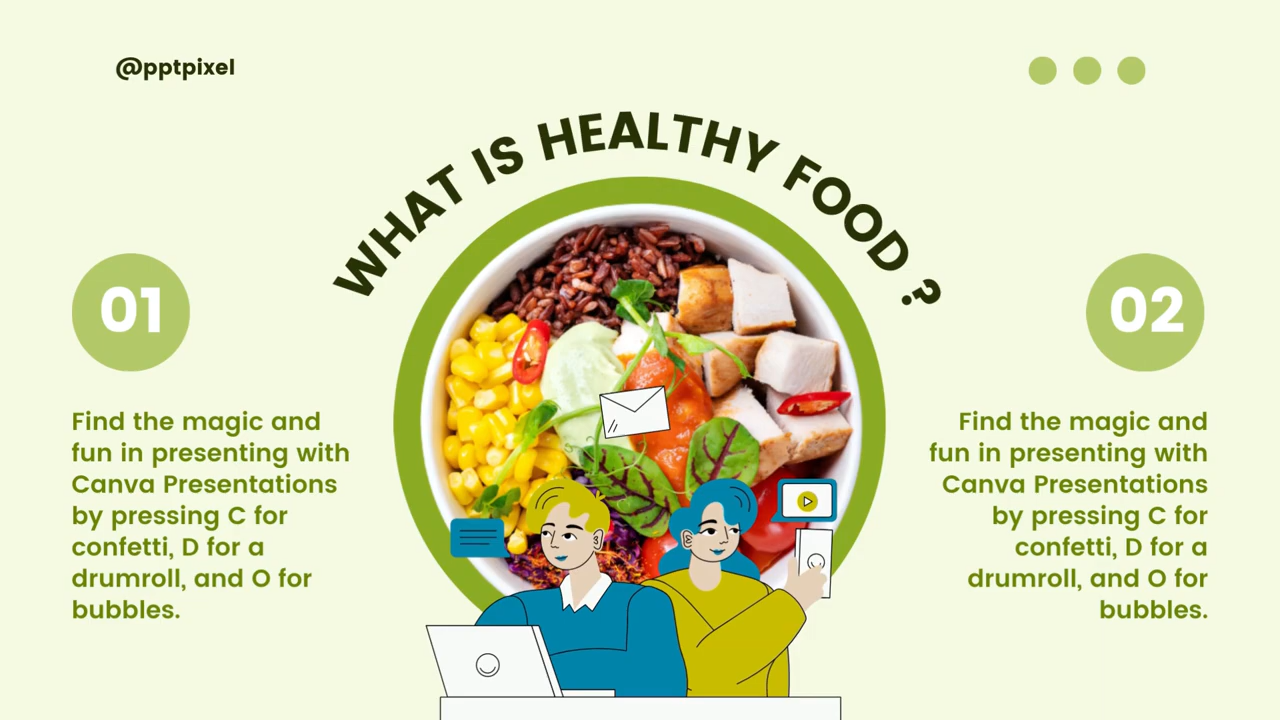 @pptpixel
WHAT IS HEALTHY FOOD ?
01
Find the magic and
fun in presenting with
Canva Presentations
by pressing C for
confetti, D for a
drumroll, and O for
bubbles.
02
Find the magic and
fun in presenting with
Canva Presentations
by pressing C for
confetti, D for a
drumroll, and O for
bubbles.